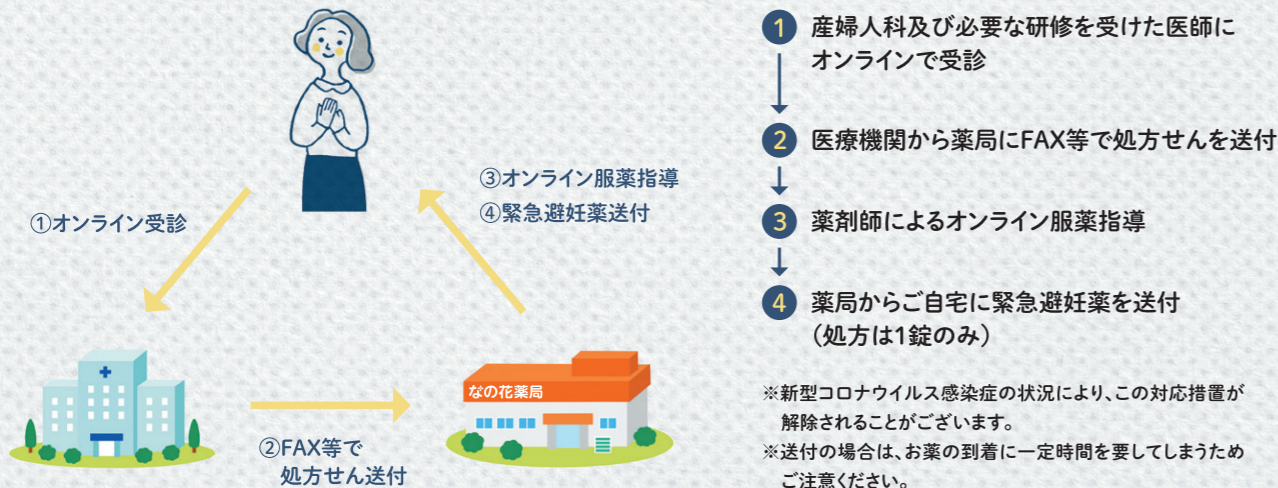 ①オンライン受診
③オンライン服薬指導
④緊急避妊薬送付
なの花薬局
②FAX等で
処方せん送付
1 産婦人科及び必要な研修を受けた医師に
オンラインで受診
2 医療機関から薬局にFAX等で処方せんを送付
3 薬剤師によるオンライン服薬指導
4 薬局からご自宅に緊急避妊薬を送付
（処方は1錠のみ）
※新型コロナウイルス感染症の状況により、この対応措置が
解除されることがございます。
※送付の場合は、お薬の到着に一定時間を要してしまうため
ご注意ください。